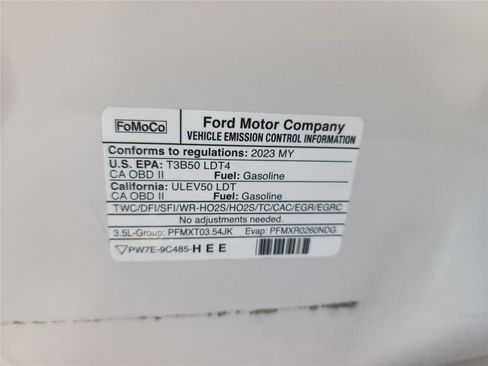 FoMoCo
Ford Motor Company
VEHICLE EMISSION CONTROL INFORMATION
Conforms to regulations: 2023 MY
U.S. EPA: T3B50 LDT4
CA OBD II Fuel: Gasoline
California: ULEV50 LDT
CA OBD II Fuel: Gasoline
TWC/DFI/SFI/WR-HO2S/HO2S/TC/CAC/EGR/EGRC
No adjustments needed.
3.5L-Group: PFMXT03.54JK Evap: PFMXR0260NDG
PW7E-9C485-HEE